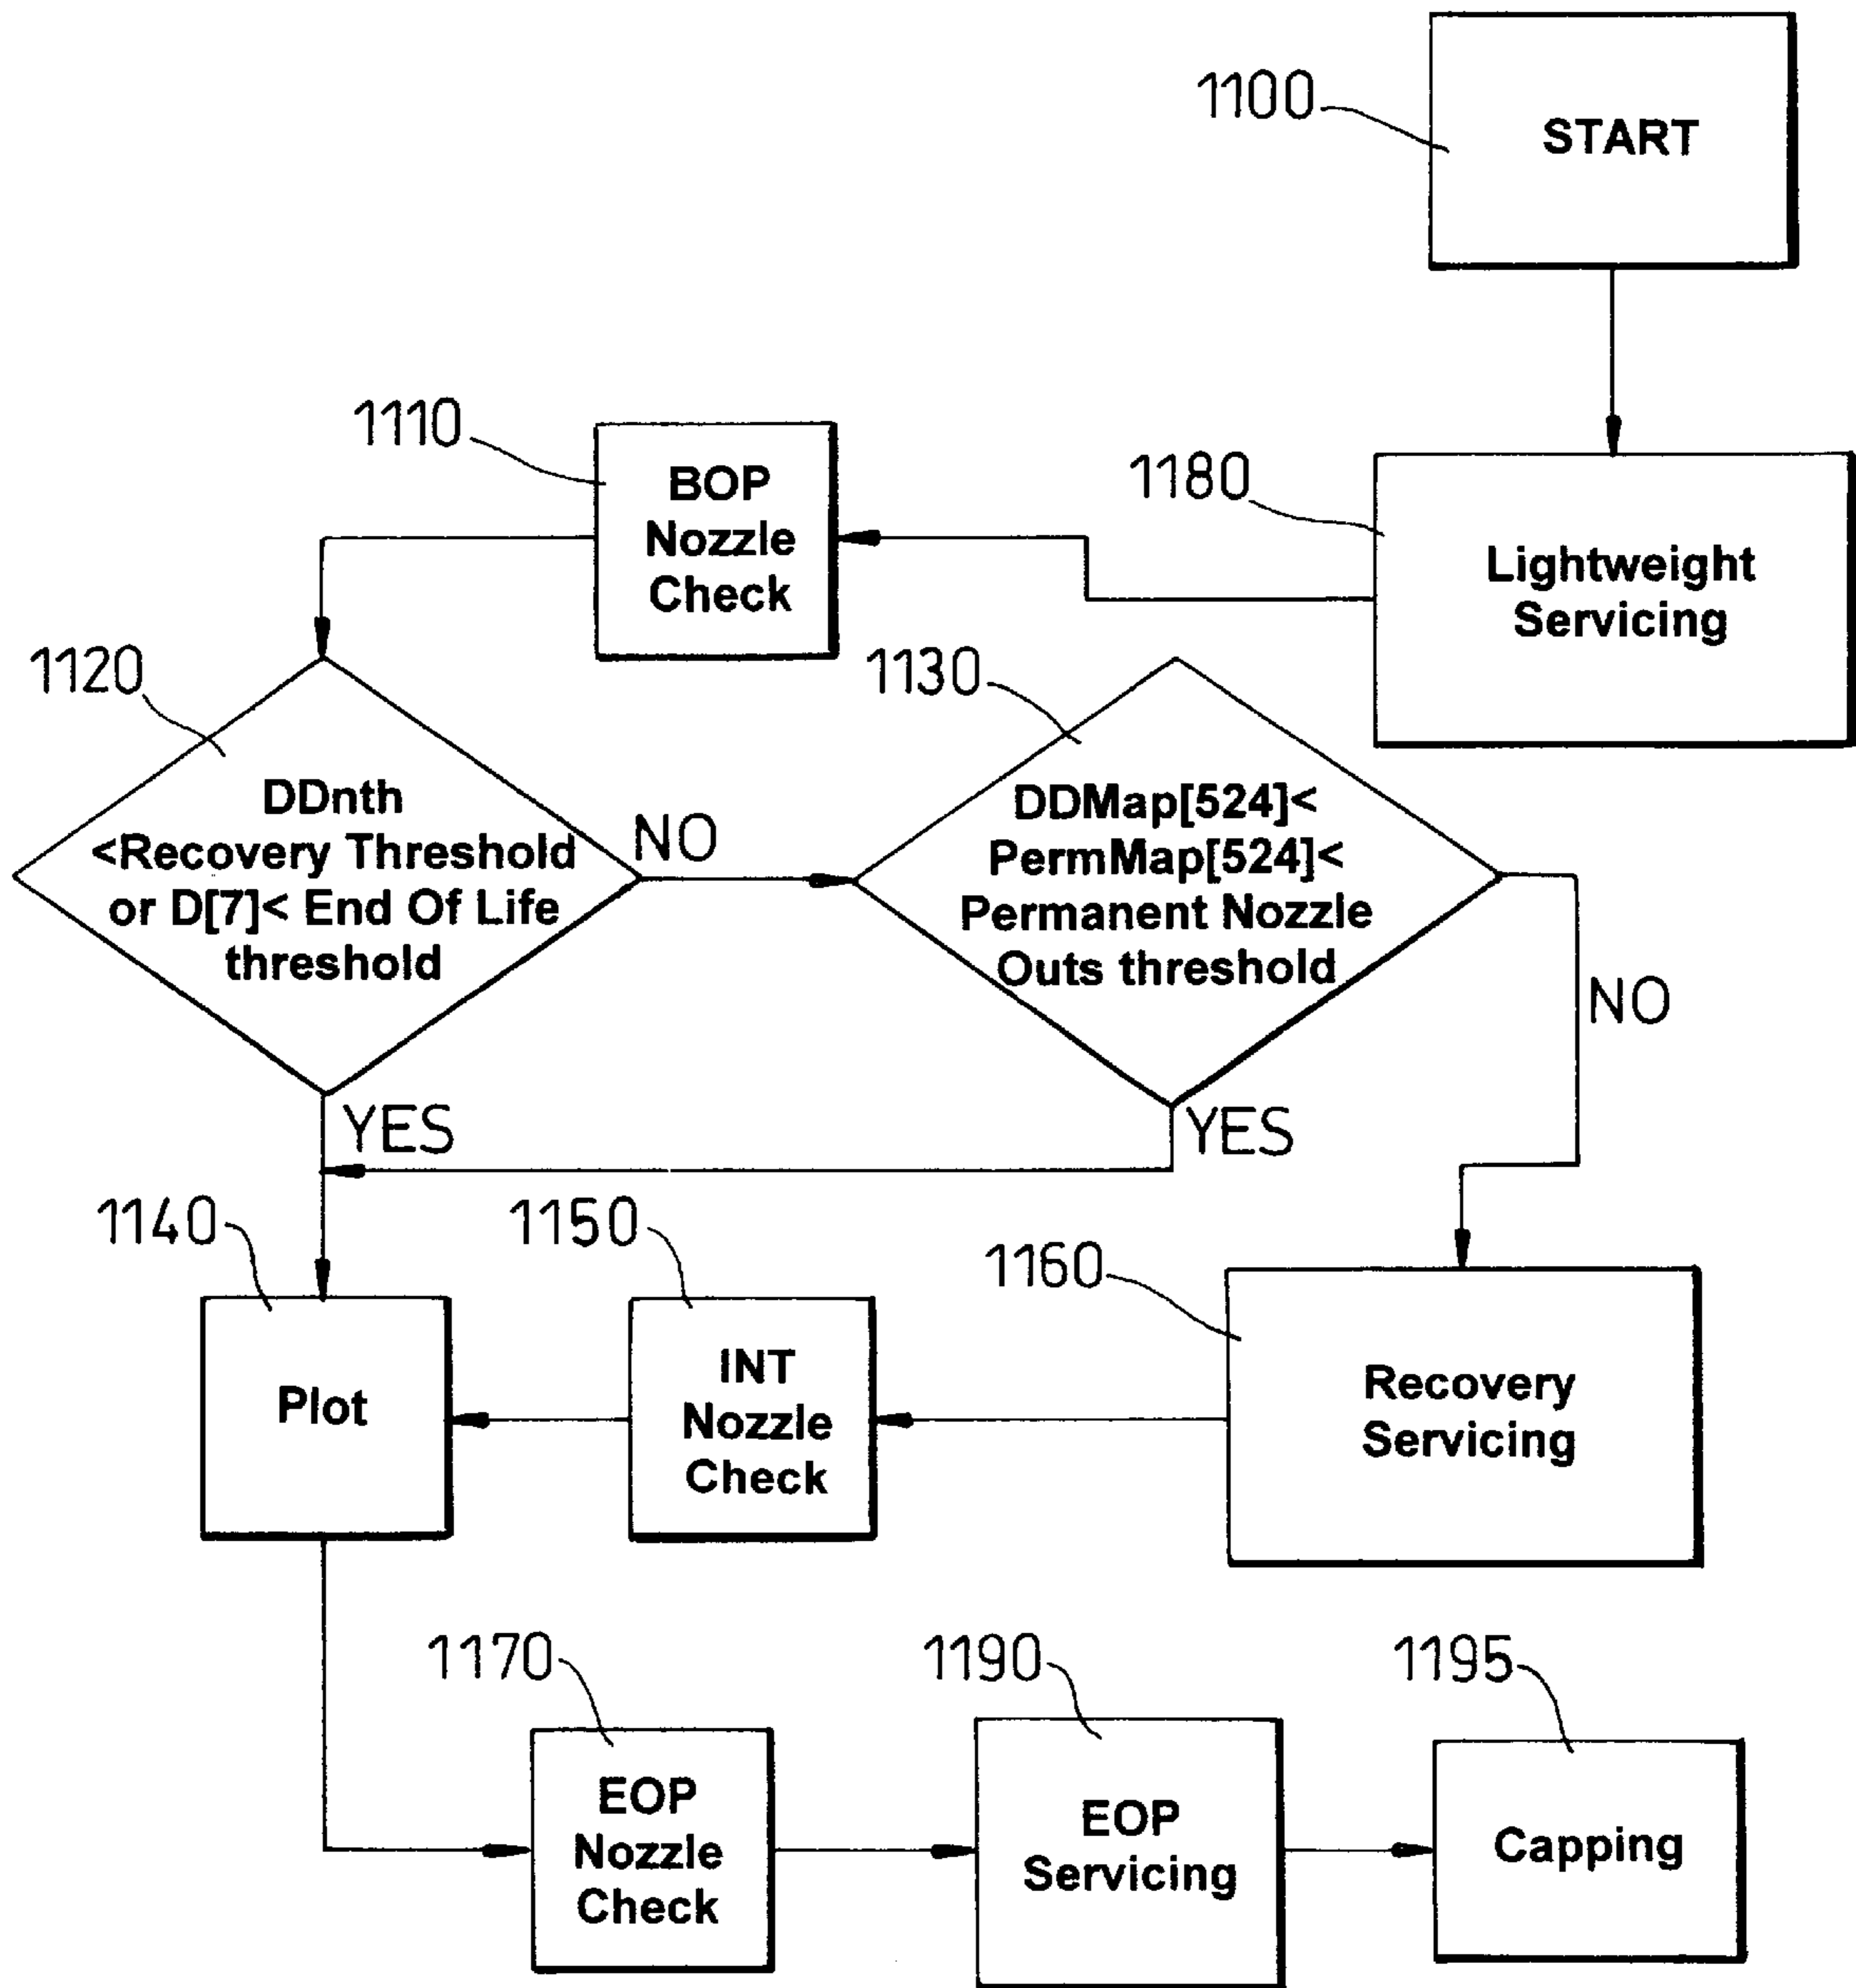 1100
START
1110
BOP
Nozzle
Check
1180
Lightweight
Servicing
1120
DDnth
<Recovery Threshold
or D[7]< End Of Life
threshold
NO
1130
DDMap[524]<
PermMap[524]<
Permanent Nozzle
Outs threshold
NO
YES
YES
1140
Plot
1150
INT
Nozzle
Check
1160
Recovery
Servicing
1170
EOP
Nozzle
Check
1190
EOP
Servicing
1195
Capping